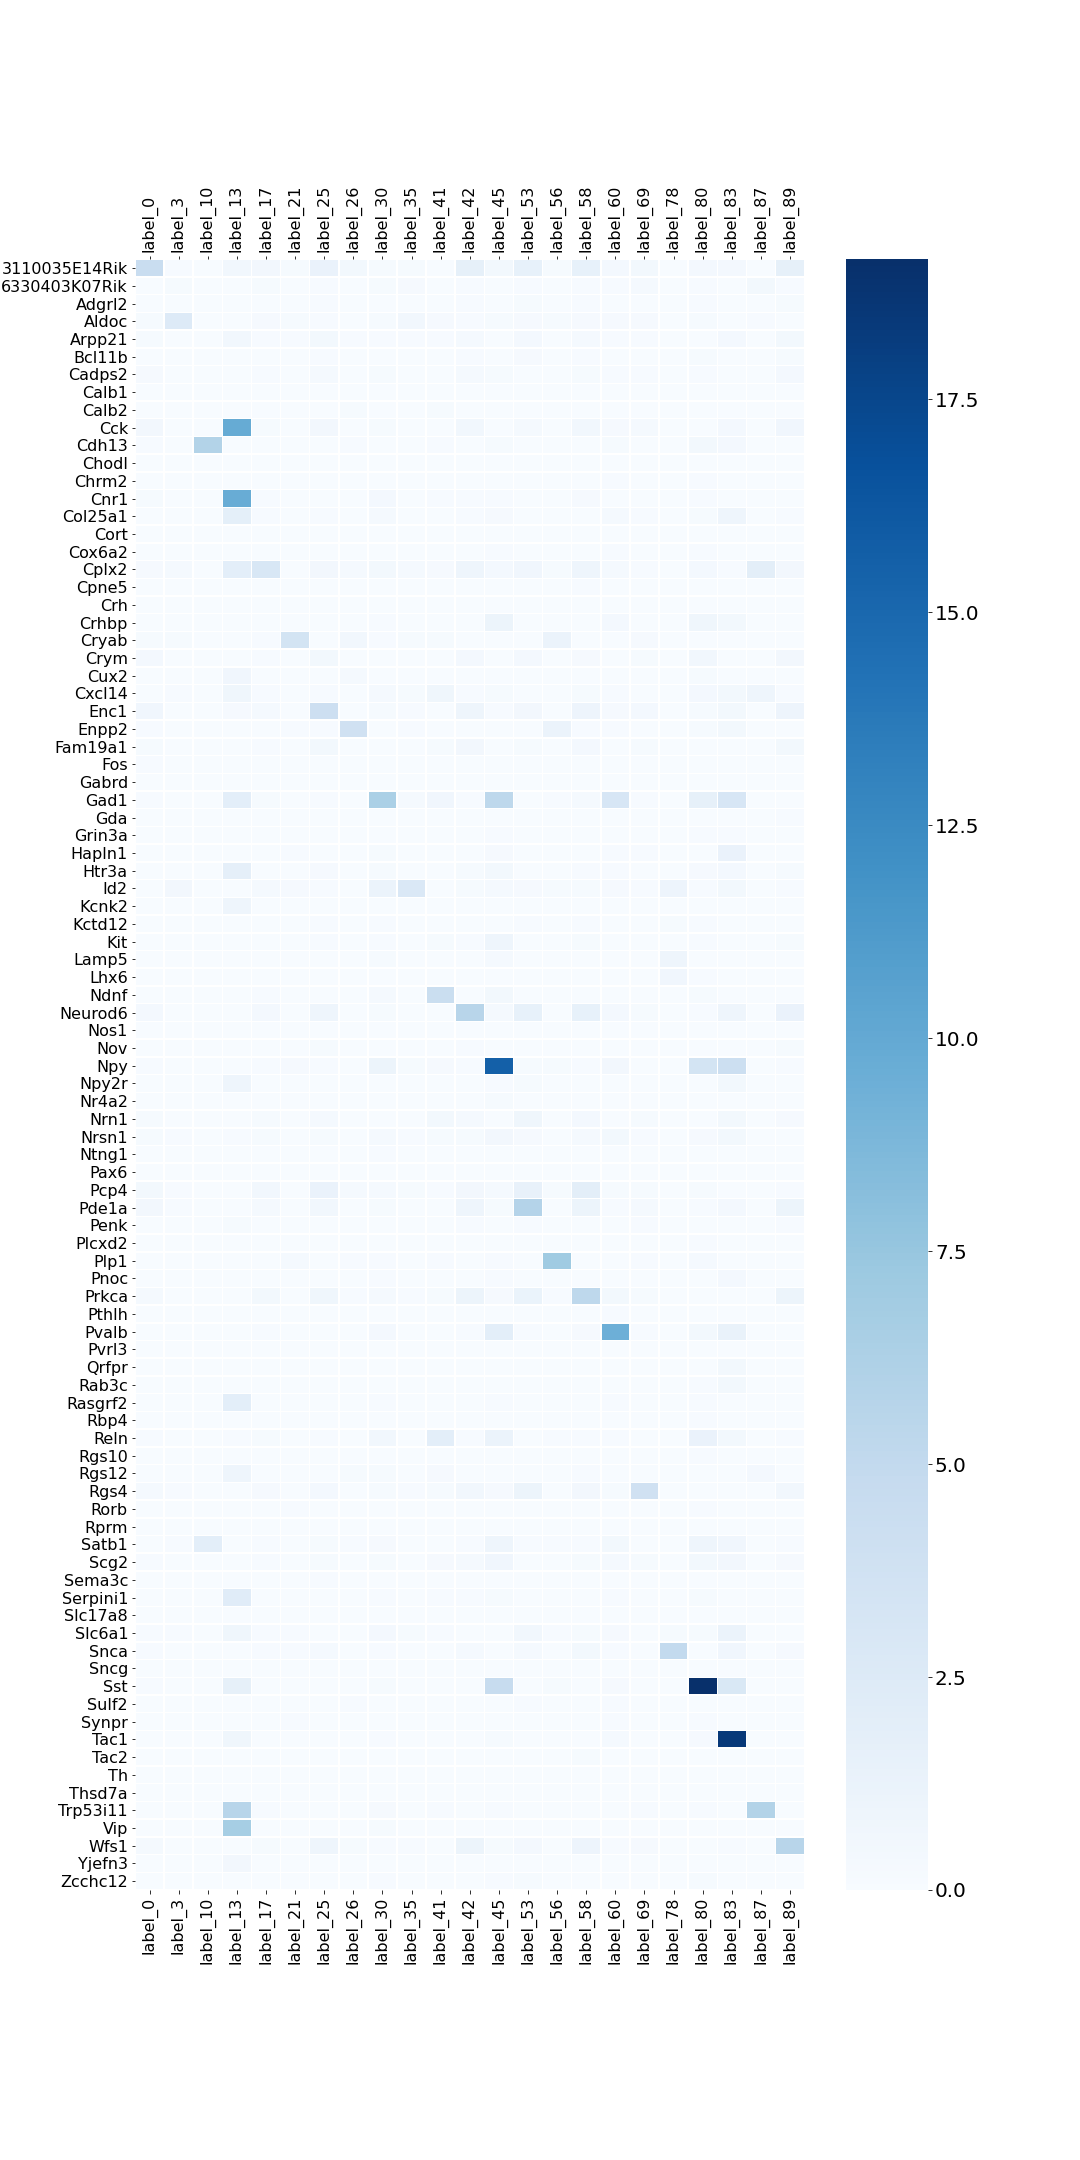 label_0
label_3
label_10
label_13
label_17
label_21
label_25
label_26
label_30
label_35
label_41
label_42
label_45
label_53
label_56
label_58
label_60
label_69
label_78
label_80
label_83
label_87
label_89
3110035E14Rik
6330403K07Rik
Adgrl2
Aldoc
Arpp21
Bcl11b
Cadps2
Calb1
Calb2
Cck
Cdh13
Chodl
Chrm2
Cnr1
Col25a1
Cort
Cox6a2
Cplx2
Cpne5
Crh
Crhbp
Cryab
Crym
Cux2
Cxcl14
Enc1
Enpp2
Fam19a1
Fos
Gabrd
Gad1
Gda
Grin3a
Hapln1
Htr3a
Id2
Kcnk2
Kctd12
Kit
Lamp5
Lhx6
Ndnf
Neurod6
Nos1
Nov
Npy
Npy2r
Nr4a2
Nrn1
Nrsn1
Ntng1
Pax6
Pcp4
Pde1a
Penk
Plcxd2
Plp1
Pnoc
Prkca
Pthlh
Pvalb
Pvrl3
Qrfpr
Rab3c
Rasgrf2
Rbp4
Reln
Rgs10
Rgs12
Rgs4
Rorb
Rprm
Satb1
Scg2
Sema3c
Serpini1
Slc17a8
Slc6a1
Snca
Sncg
Sst
Sulf2
Synpr
Tac1
Tac2
Th
Thsd7a
Trp53i11
Vip
Wfs1
Yjefn3
Zcchc12
label_0
label_3
label_10
label_13
label_17
label_21
label_25
label_26
label_30
label_35
label_41
label_42
label_45
label_53
label_56
label_58
label_60
label_69
label_78
label_80
label_83
label_87
label_89
17.5
15.0
12.5
10.0
7.5
5.0
2.5
0.0